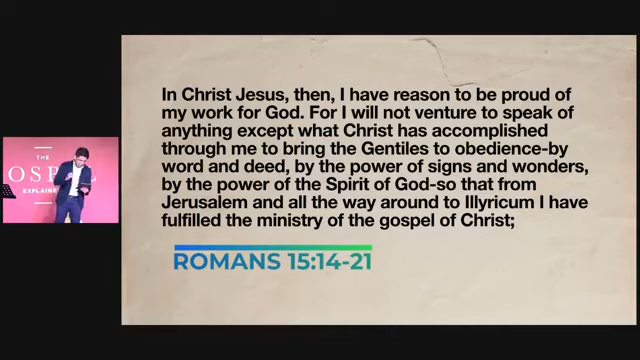 In Christ Jesus, then, I have reason to be proud of
my work for God. For I will not venture to speak of
anything except what Christ has accomplished
through me to bring the Gentiles to obedience-by
word and deed, by the power of signs and wonders,
by the power of the Spirit of God-so that from
Jerusalem and all the way around to Illyricum I have
fulfilled the ministry of the gospel of Christ;
ROMANS 15:14-21
THE
OSPEL
EXPLAINE